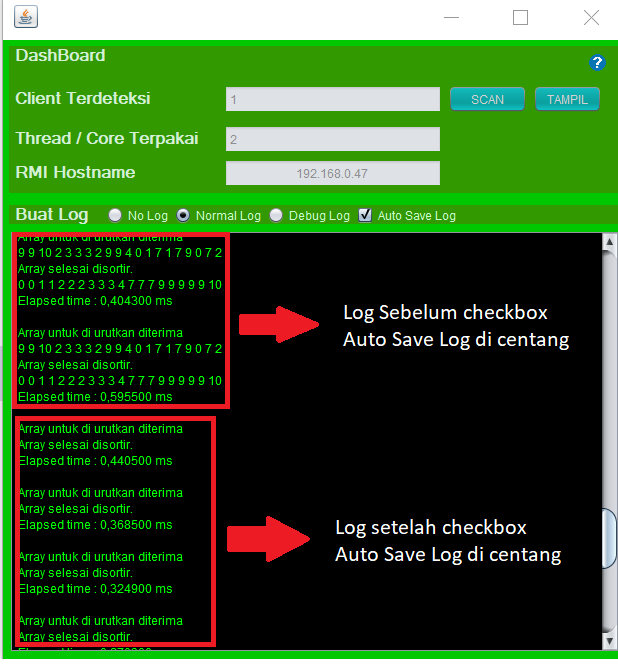 DashBoard
?
Client Terdeteksi 1 SCAN TAMPIL
Thread / Core Terpakai 2
RMI Hostname 192.168.0.47
Buat Log No Log Normal Log Debug Log Auto Save Log
Array untuk di urutkan diterima
9 9 10 2 3 3 3 2 9 9 4 0 1 7 1 7 9 0 7 2
Array selesai disortir.
0 0 1 1 2 2 2 3 3 3 4 7 7 7 9 9 9 9 9 10
Elapsed time : 0,404300 ms
Array untuk di urutkan diterima
9 9 10 2 3 3 3 2 9 9 4 0 1 7 1 7 9 0 7 2
Array selesai disortir.
0 0 1 1 2 2 2 3 3 3 4 7 7 7 9 9 9 9 9 10
Elapsed time : 0,595500 ms
Log Sebelum checkbox
Auto Save Log di centang
Array untuk di urutkan diterima
Array selesai disortir.
Elapsed time : 0,440500 ms
Array untuk di urutkan diterima
Array selesai disortir.
Elapsed time : 0,368500 ms
Array untuk di urutkan diterima
Array selesai disortir.
Elapsed time : 0,324900 ms
Array untuk di urutkan diterima
Array selesai disortir.
Log setelah checkbox
Auto Save Log di centang